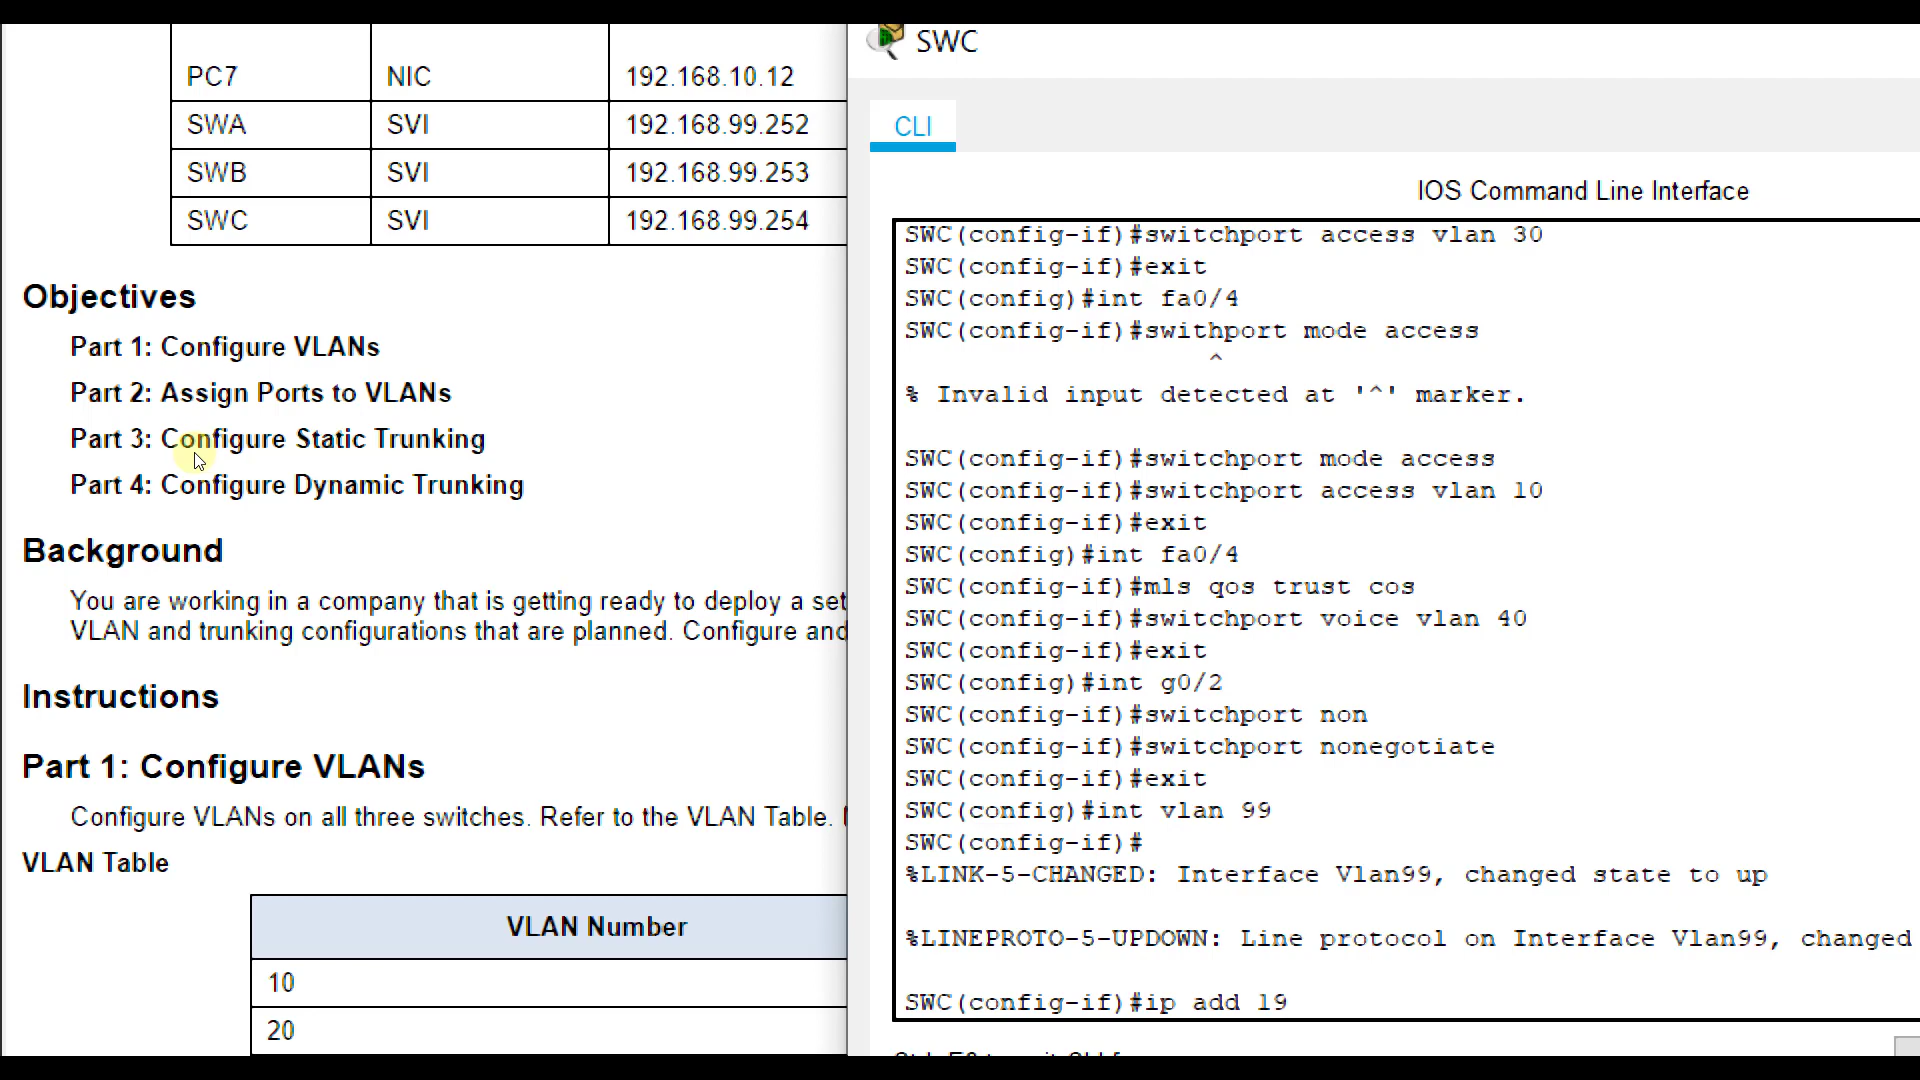 PC7 NIC 192.168.10.12
SWA SVI 192.168.99.252
SWB SVI 192.168.99.253
SWC SVI 192.168.99.254
Objectives
Part 1: Configure VLANs
Part 2: Assign Ports to VLANs
Part 3: Configure Static Trunking
Part 4: Configure Dynamic Trunking
Background
You are working in a company that is getting ready to deploy a set
VLAN and trunking configurations that are planned. Configure and
Instructions
Part 1: Configure VLANs
Configure VLANs on all three switches. Refer to the VLAN Table.
VLAN Table
VLAN Number
10
20
SWC
CLI
IOS Command Line Interface
SWC(config-if)#switchport access vlan 30
SWC(config-if)#exit
SWC(config)#int fa0/4
SWC(config-if)#swithport mode access
^
% Invalid input detected at '^' marker.
SWC(config-if)#switchport mode access
SWC(config-if)#switchport access vlan 10
SWC(config-if)#exit
SWC(config)#int fa0/4
SWC(config-if)#mls qos trust cos
SWC(config-if)#switchport voice vlan 40
SWC(config-if)#exit
SWC(config)#int g0/2
SWC(config-if)#switchport non
SWC(config-if)#switchport nonegotiate
SWC(config-if)#exit
SWC(config)#int vlan 99
SWC(config-if)#
%LINK-5-CHANGED: Interface Vlan99, changed state to up
%LINEPROTO-5-UPDOWN: Line protocol on Interface Vlan99, changed
SWC(config-if)#ip add 19